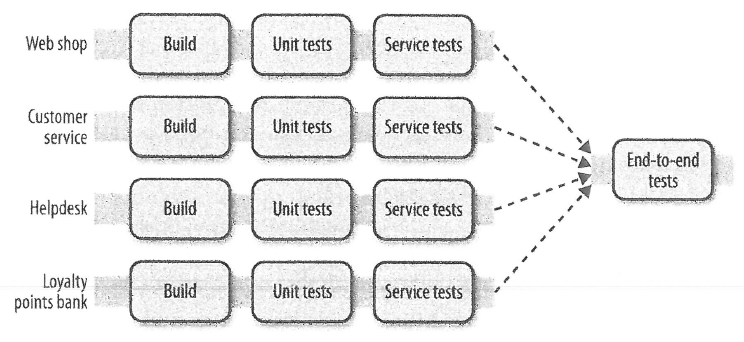 Web shop
Build
Unit tests
Service tests
Customer
service
Build
Unit tests
Service tests
End-to-end
tests
Helpdesk
Build
Unit tests
Service tests
Loyalty
points bank
Build
Unit tests
Service tests